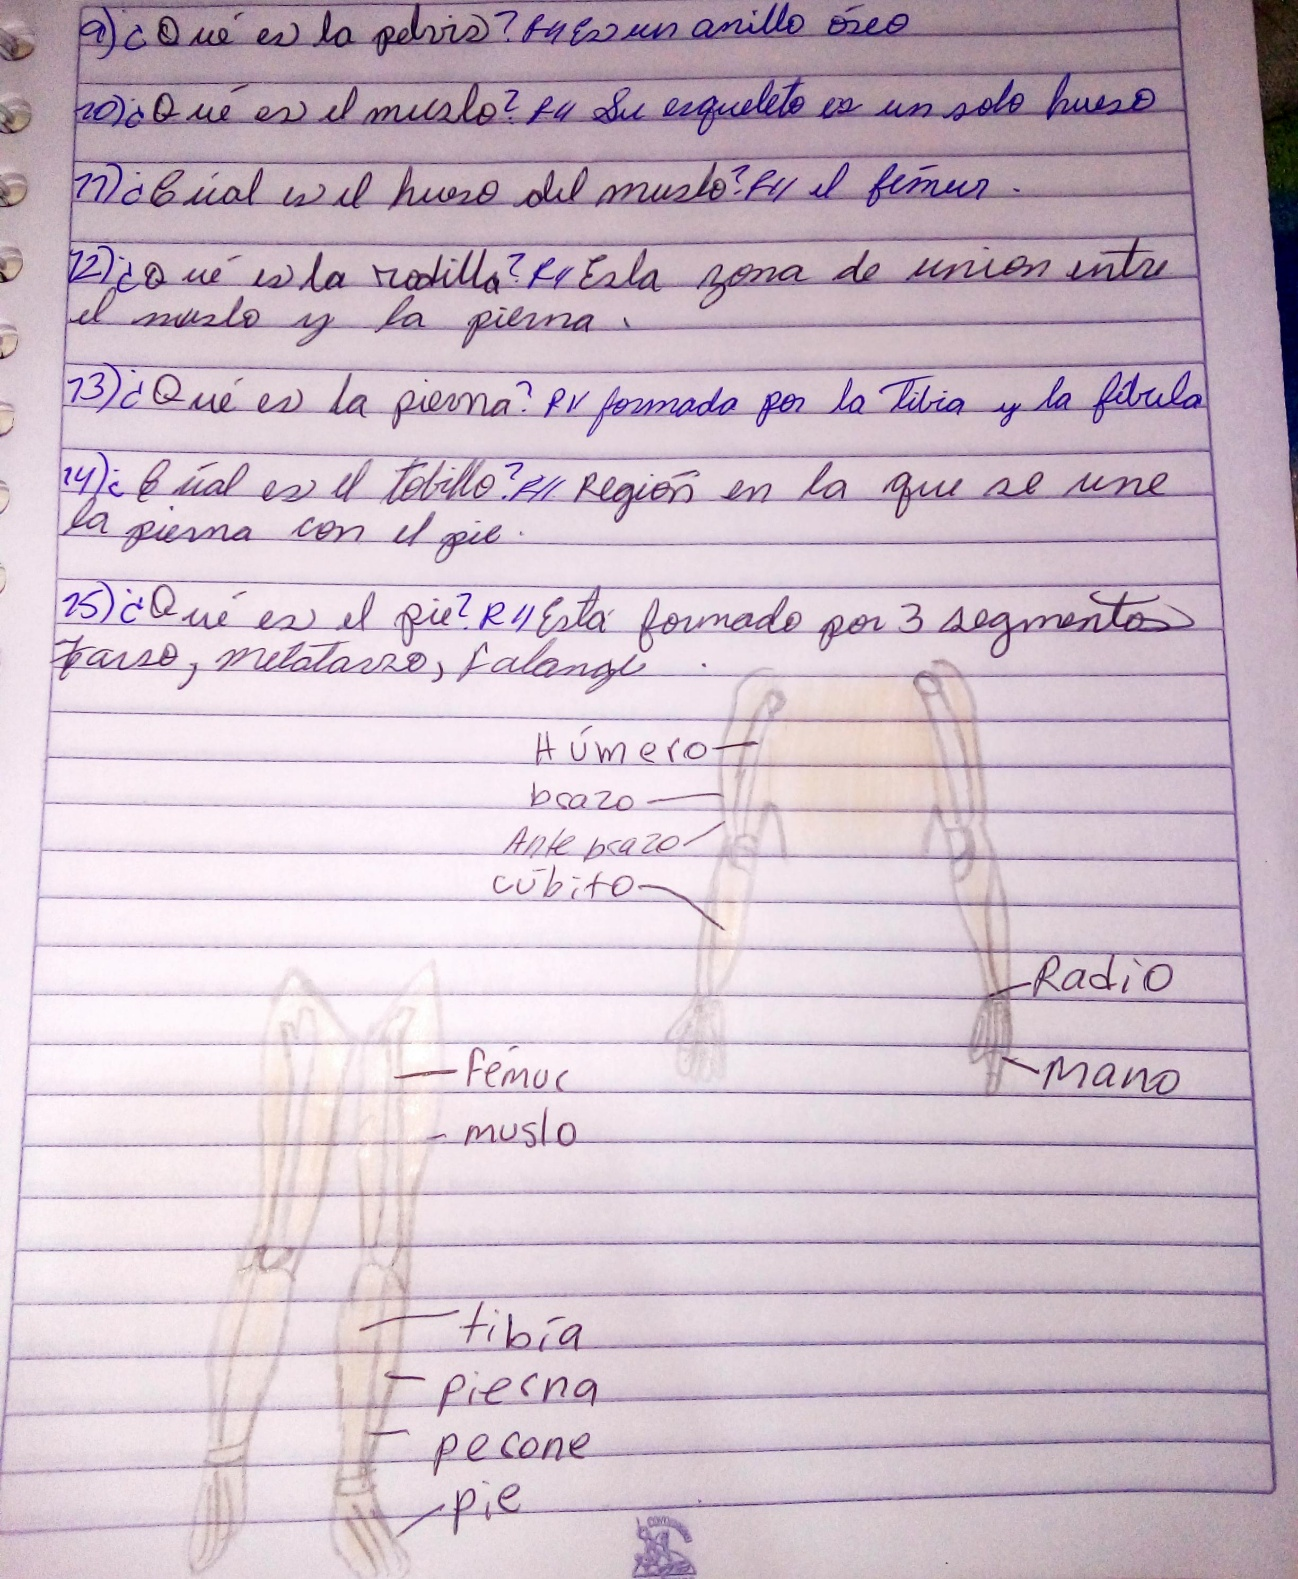 9) ¿Qué es la pelvis? R// Es un anillo óseo
10) ¿Qué es el muslo? R// Su esqueleto es un solo hueso
11) ¿Cúal es el hueso del muslo? R// el fémur.
12) ¿Qué es la rodilla? R// Es la zona de union entre
el muslo y la pierna.
13) ¿Qué es la pierna? R// formada por la Tibia y la fíbula
14) ¿Cúal es el tobillo? R// Región en la que se une
la pierna con el pie.
15) ¿Qué es el pie? R// Está formado por 3 segmentos
Tarso, metatarso, falange.
Húmero
brazo
Ante brazo
cúbito
Radio
Mano
fémur
muslo
tibía
pierna
perone
pie